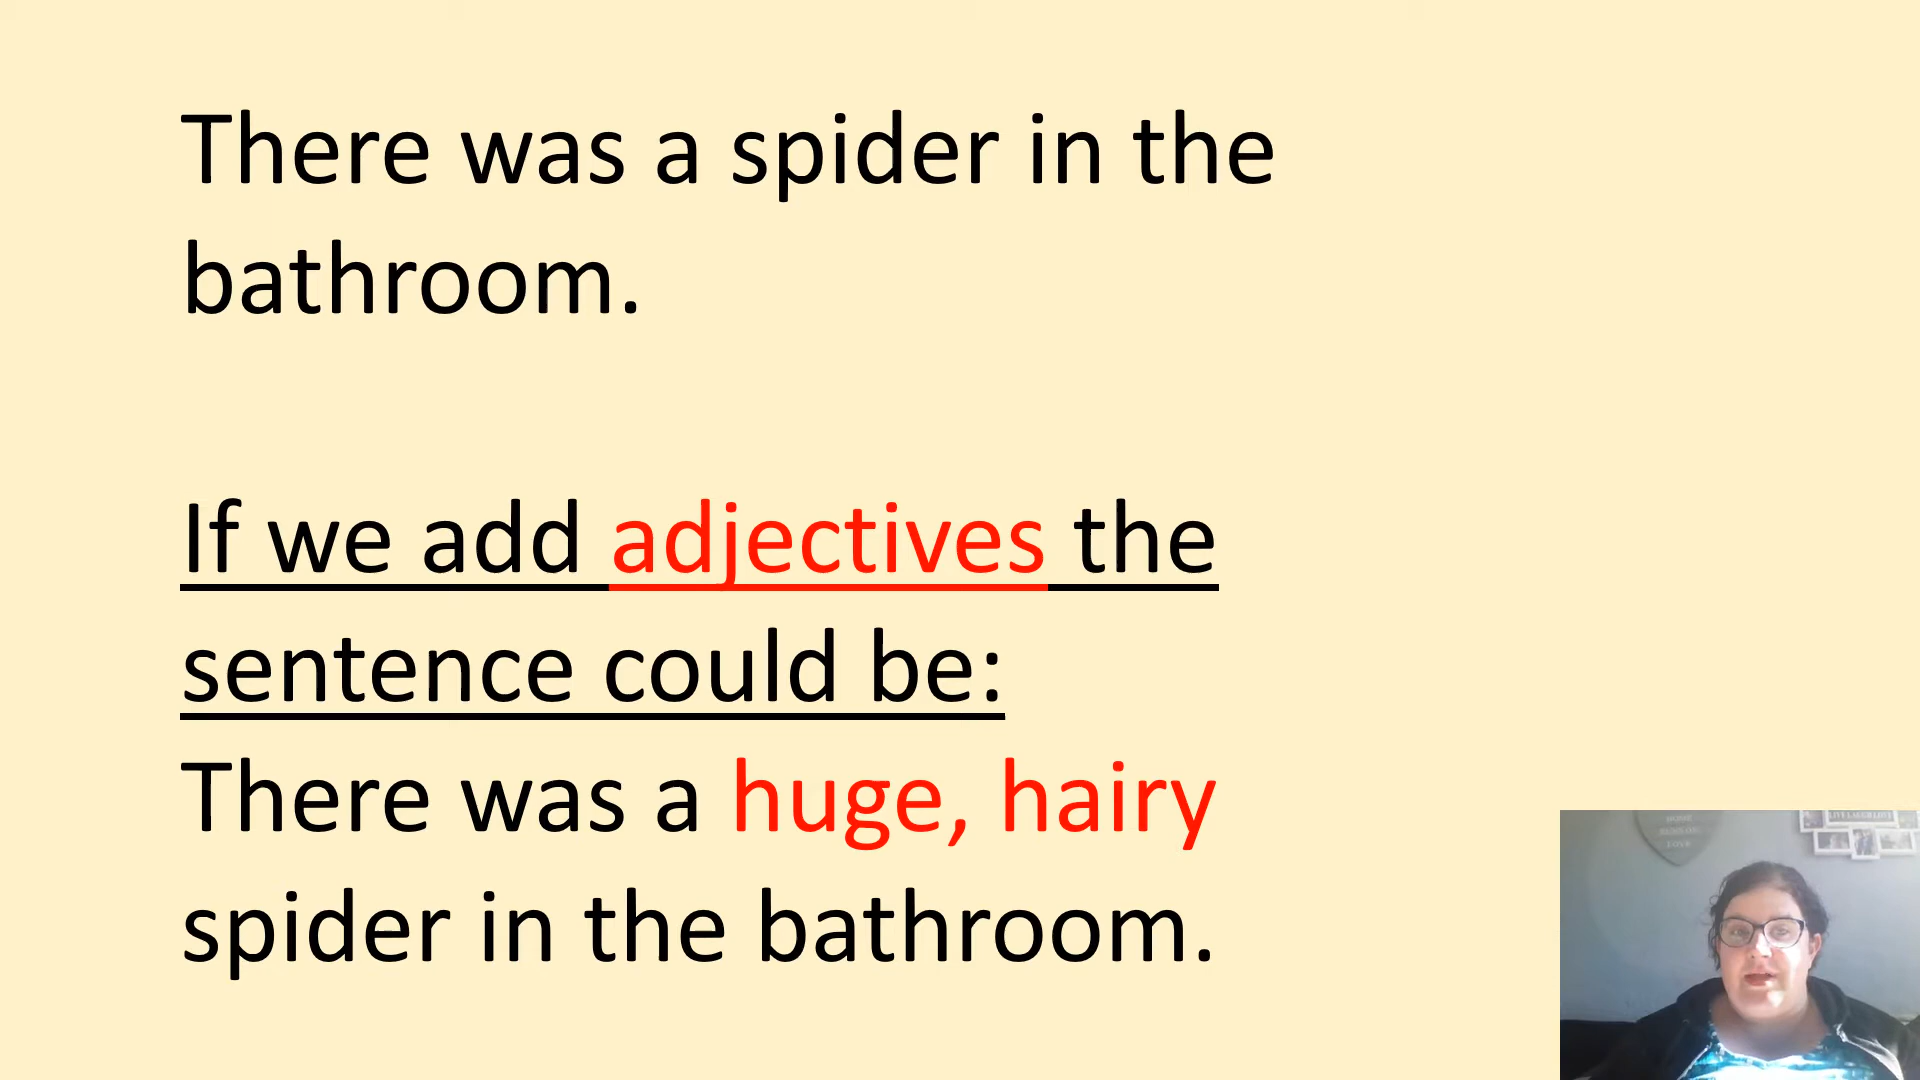 There was a spider in the
bathroom.
If we add adjectives the
sentence could be:
There was a huge, hairy
spider in the bathroom.